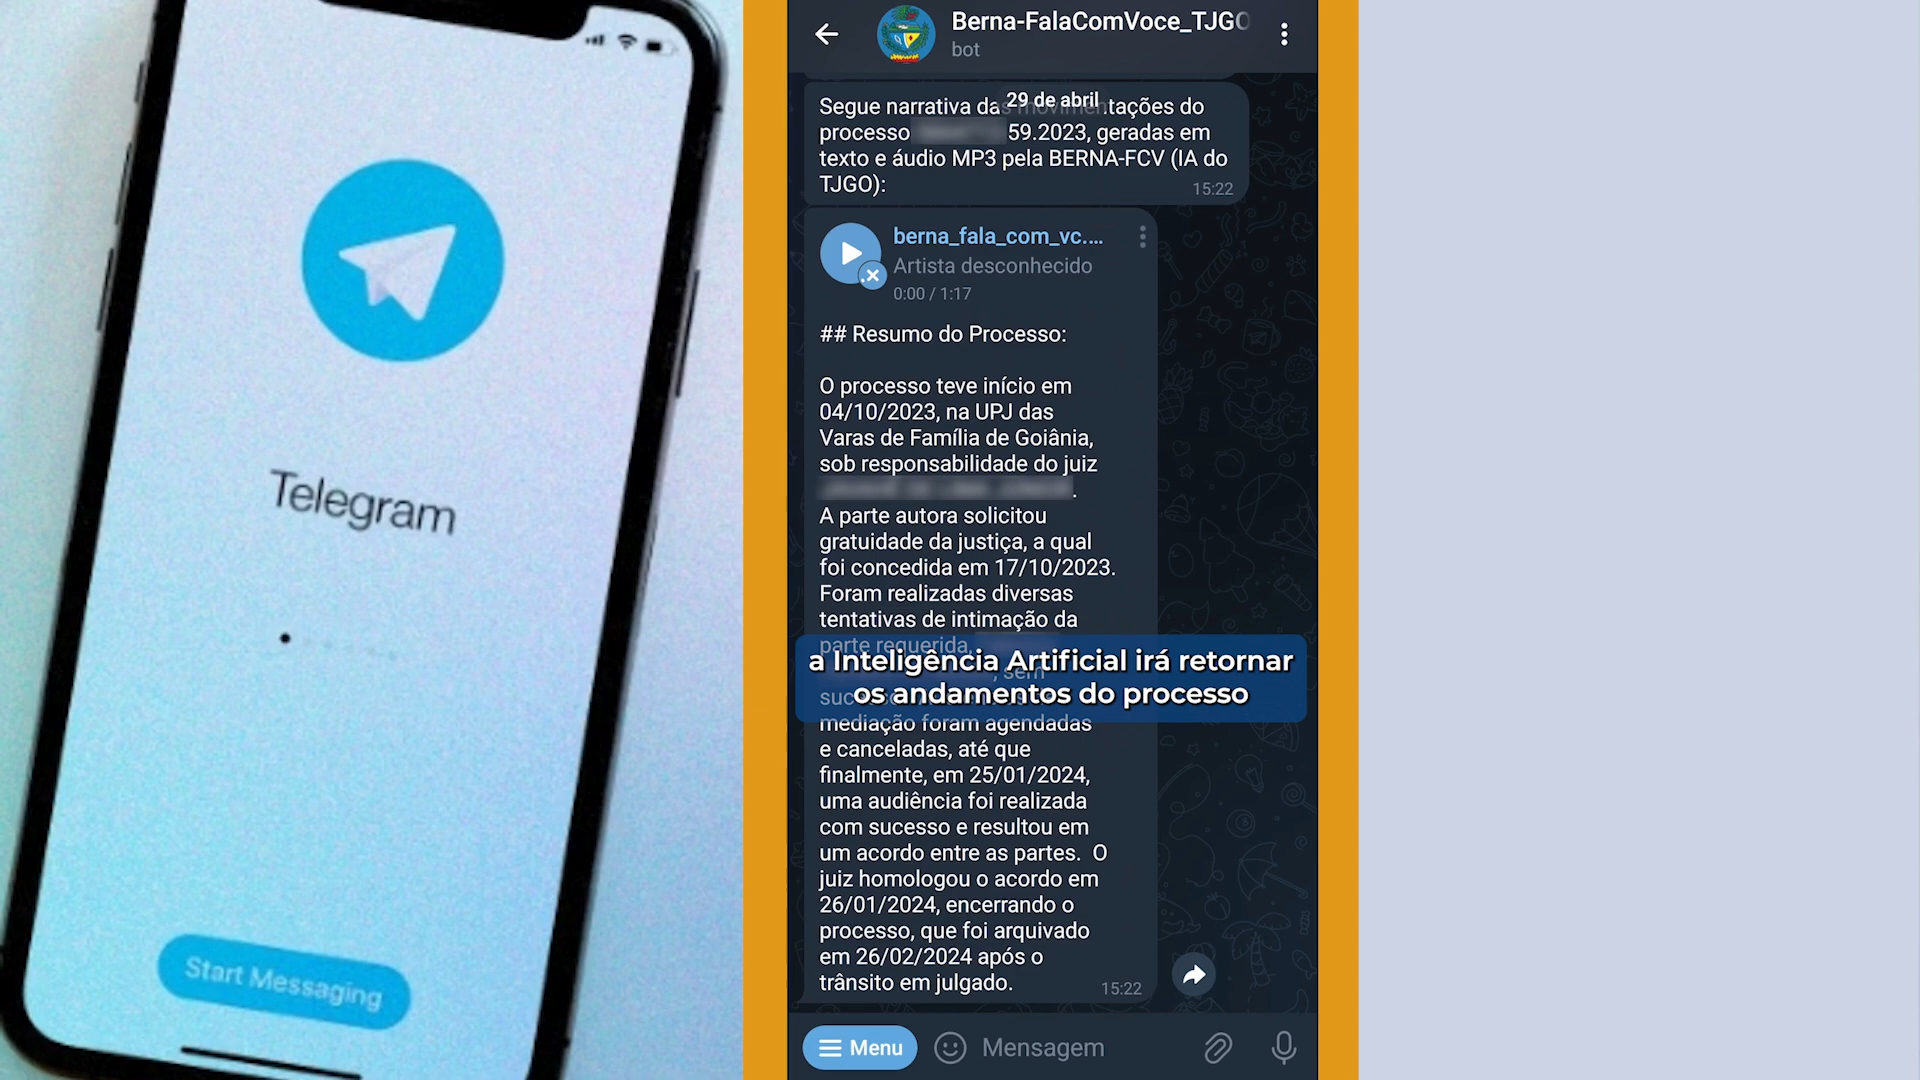 Telegram
Start Messaging
Berna-FalaComVoce_TJGO
bot
29 de abril
Segue narrativa das movimentações do
processo 59.2023, geradas em
texto e áudio MP3 pela BERNA-FCV (IA do
TJGO):
15:22
berna_fala_com_vc....
Artista desconhecido
0:00 / 1:17
## Resumo do Processo:
O processo teve início em
04/10/2023, na UPJ das
Varas de Família de Goiânia,
sob responsabilidade do juiz
.
A parte autora solicitou
gratuidade da justiça, a qual
foi concedida em 17/10/2023.
Foram realizadas diversas
tentativas de intimação da
parte requerida,
, sem
a Inteligência Artificial irá retornar
os andamentos do processo
mediação foram agendadas
e canceladas, até que
finalmente, em 25/01/2024,
uma audiência foi realizada
com sucesso e resultou em
um acordo entre as partes. O
juiz homologou o acordo em
26/01/2024, encerrando o
processo, que foi arquivado
em 26/02/2024 após o
trânsito em julgado.
15:22
Menu
Mensagem